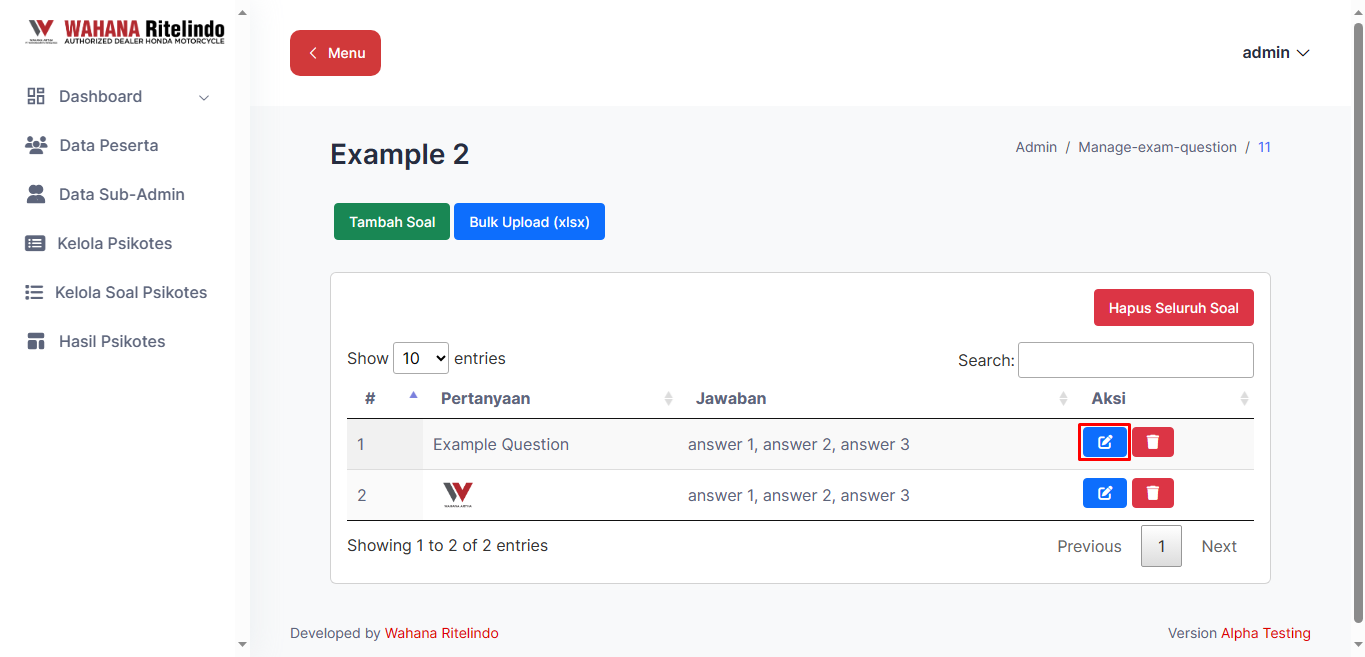 WAHANA Ritelindo
AUTHORIZED DEALER HONDA MOTORCYCLE
Dashboard
Data Peserta
Data Sub-Admin
Kelola Psikotes
Kelola Soal Psikotes
Hasil Psikotes
Menu
admin
Example 2
Admin / Manage-exam-question / 11
Tambah Soal
Bulk Upload (xlsx)
Hapus Seluruh Soal
Show 10 entries
Search:
# Pertanyaan Jawaban Aksi
1 Example Question answer 1, answer 2, answer 3
2 answer 1, answer 2, answer 3
Showing 1 to 2 of 2 entries
Previous 1 Next
Developed by Wahana Ritelindo
Version Alpha Testing